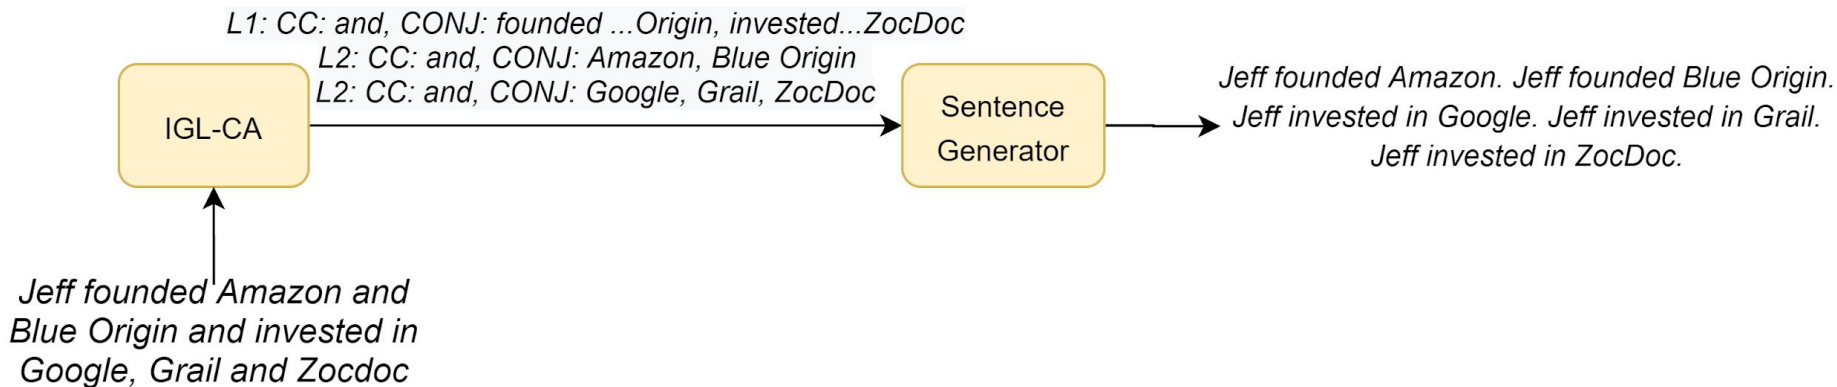 L1: CC: and, CONJ: founded ...Origin, invested...ZocDoc
L2: CC: and, CONJ: Amazon, Blue Origin
L2: CC: and, CONJ: Google, Grail, ZocDoc
IGL-CA
Sentence
Generator
Jeff founded Amazon. Jeff founded Blue Origin.
Jeff invested in Google. Jeff invested in Grail.
Jeff invested in ZocDoc.
Jeff founded Amazon and
Blue Origin and invested in
Google, Grail and Zocdoc